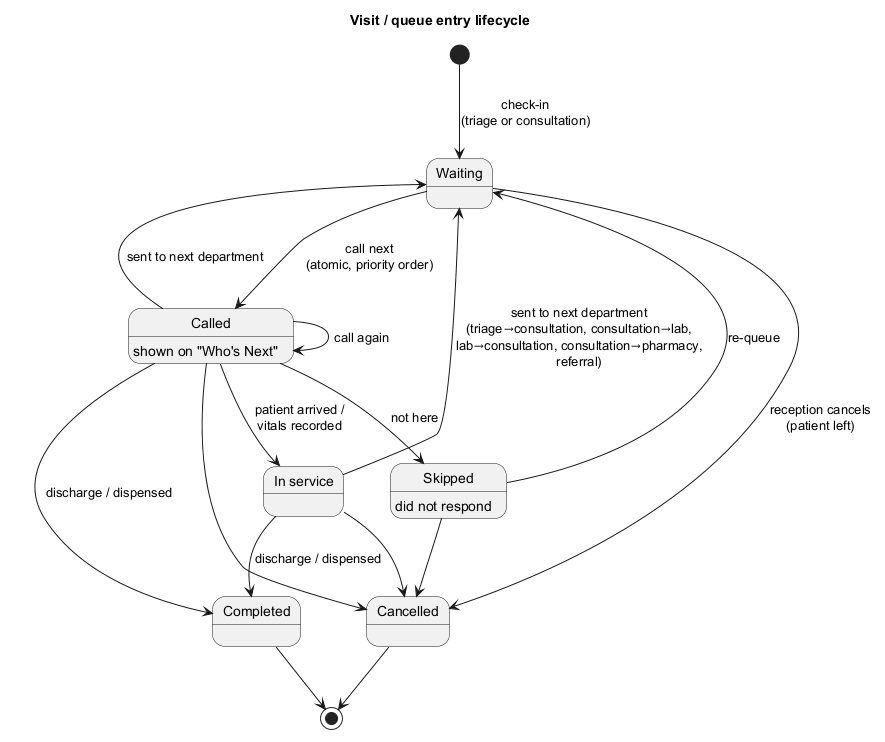 Visit / queue entry lifecycle
check-in
(triage or consultation)
Waiting
sent to next department
call next
(atomic, priority order)
Called
shown on "Who's Next"
call again
sent to next department
(triage→consultation, consultation→lab,
lab→consultation, consultation→pharmacy,
referral)
re-queue
reception cancels
(patient left)
patient arrived /
vitals recorded
not here
In service
Skipped
did not respond
discharge / dispensed
discharge / dispensed
Completed
Cancelled